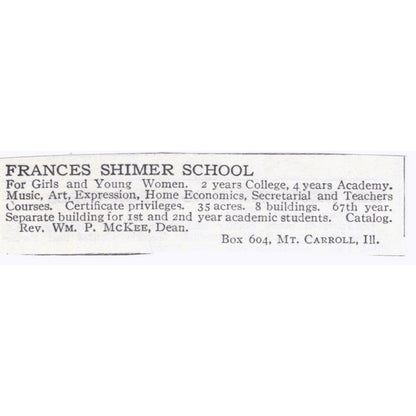 FRANCES SHIMER SCHOOL
For Girls and Young Women. 2 years College, 4 years Academy.
Music, Art, Expression, Home Economics, Secretarial and Teachers
Courses. Certificate privileges. 35 acres. 8 buildings. 67th year.
Separate building for 1st and 2nd year academic students. Catalog.
Rev. WM. P. MCKEE, Dean.
Box 604, MT. CARROLL, Ill.